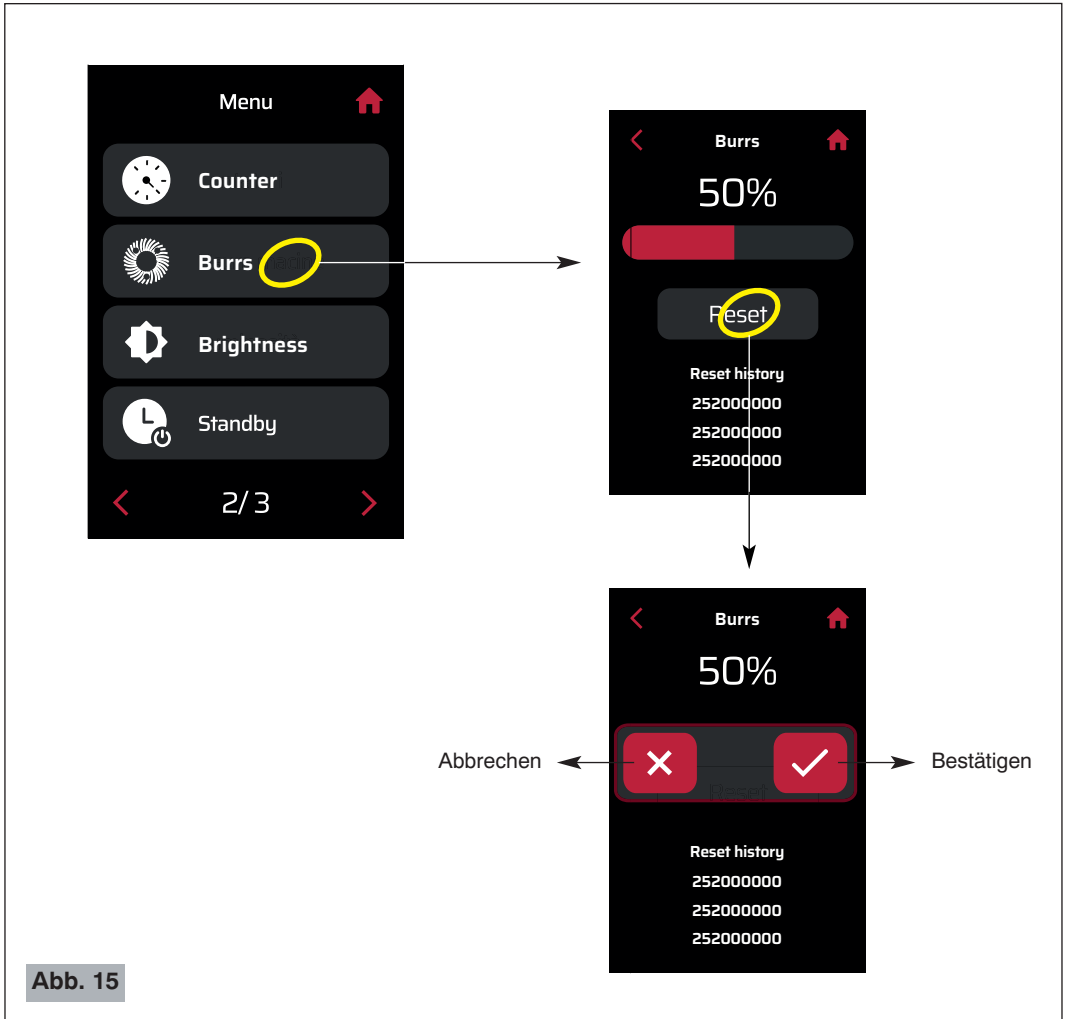 Menu
Counter
Burrs
Brightness
Standby
2/3
Burrs
50%
Reset
Reset history
252000000
252000000
252000000
Burrs
50%
Abbrechen
Bestätigen
Reset
Reset history
252000000
252000000
252000000
Abb. 15